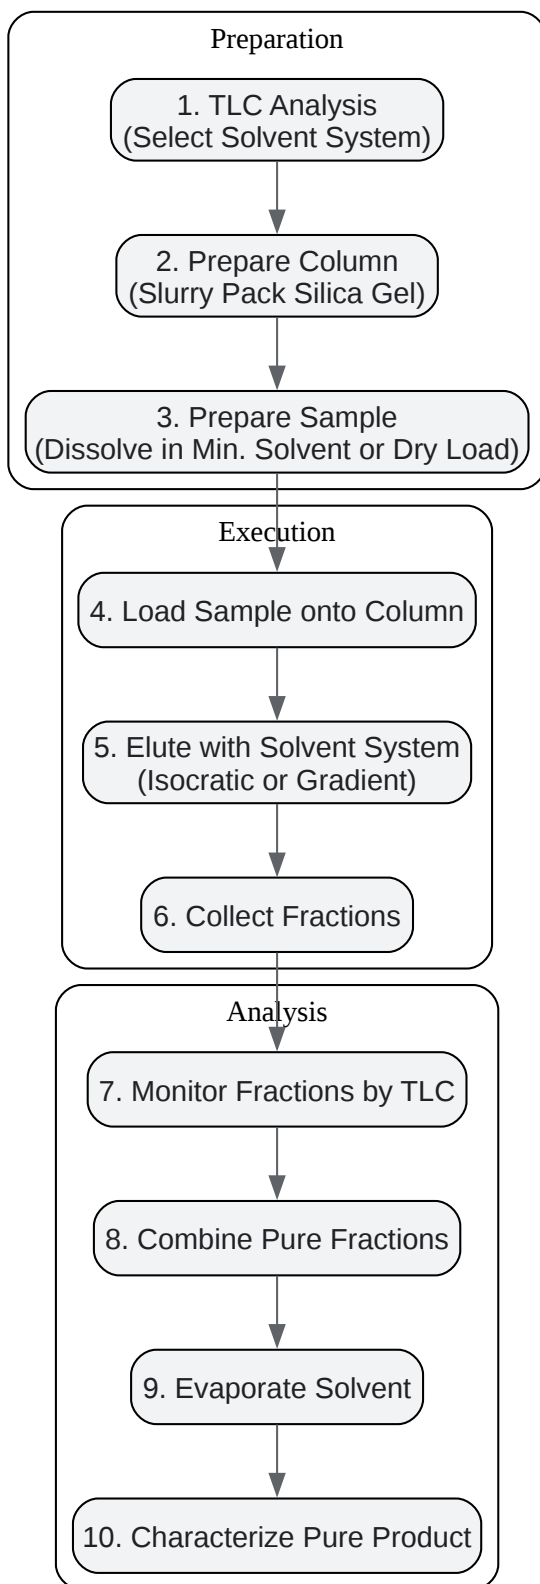 Preparation
1. TLC Analysis
(Select Solvent System)
2. Prepare Column
(Slurry Pack Silica Gel)
3. Prepare Sample
(Dissolve in Min. Solvent or Dry Load)
Execution
4. Load Sample onto Column
5. Elute with Solvent System
(Isocratic or Gradient)
6. Collect Fractions
Analysis
7. Monitor Fractions by TLC
8. Combine Pure Fractions
9. Evaporate Solvent
10. Characterize Pure Product